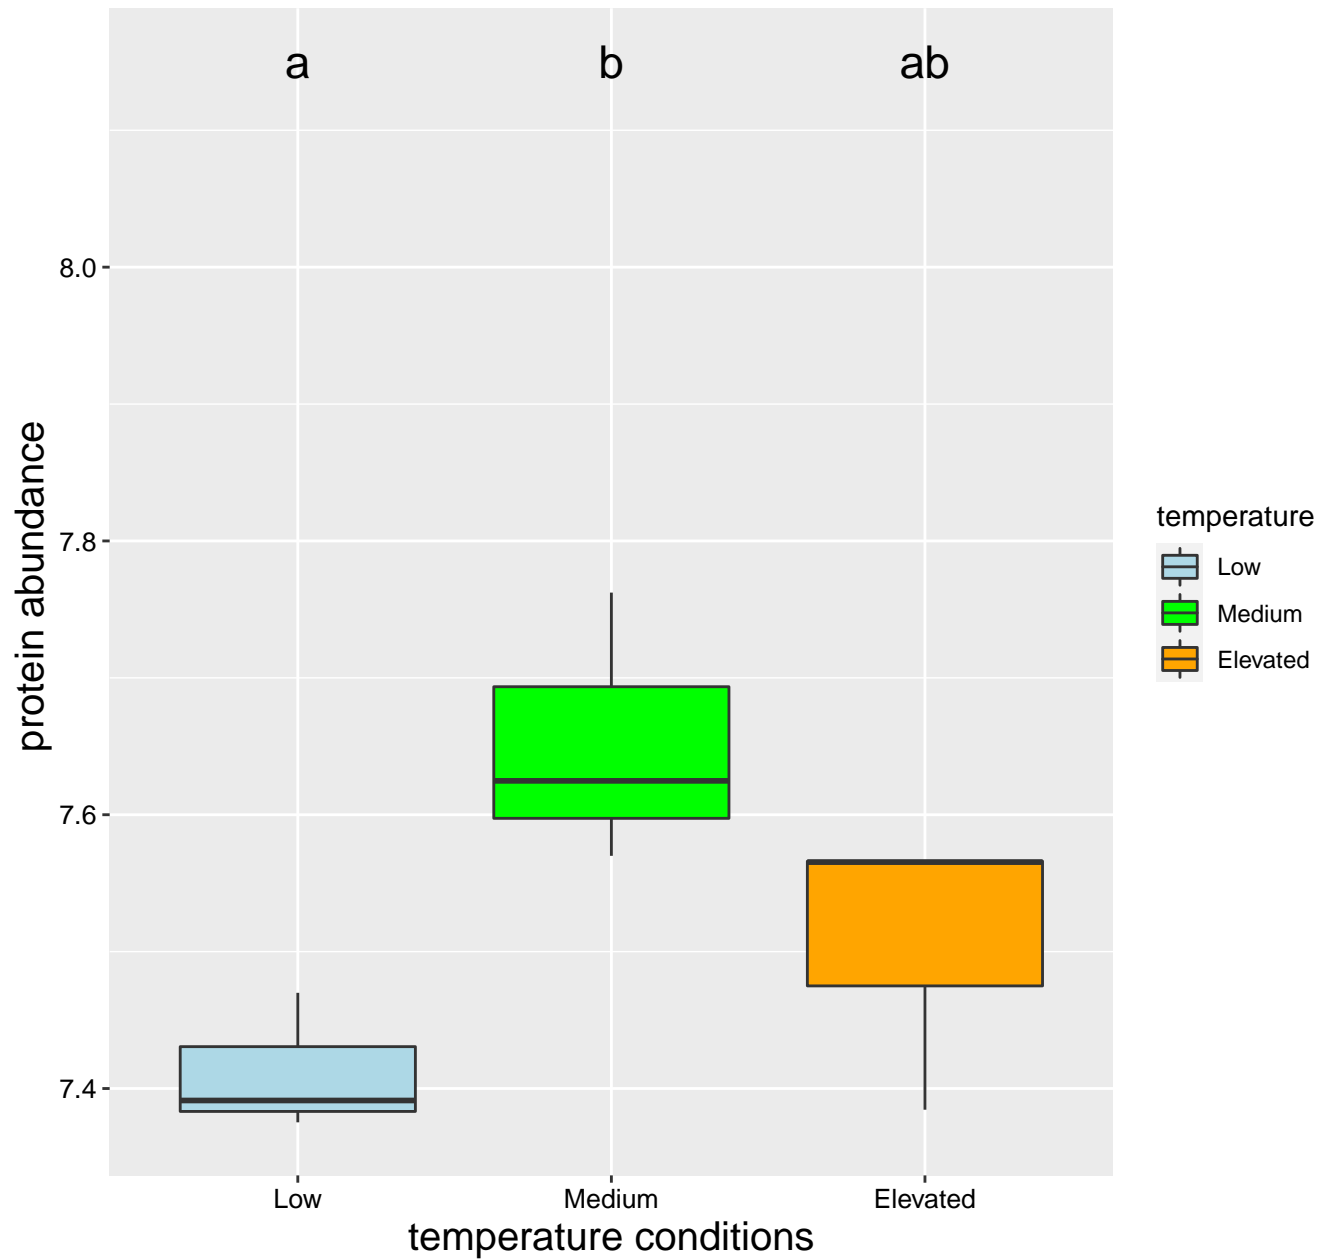 a b ab
8.0
7.8
7.6
7.4
protein abundance
Low Medium Elevated
temperature conditions
temperature
Low
Medium
Elevated